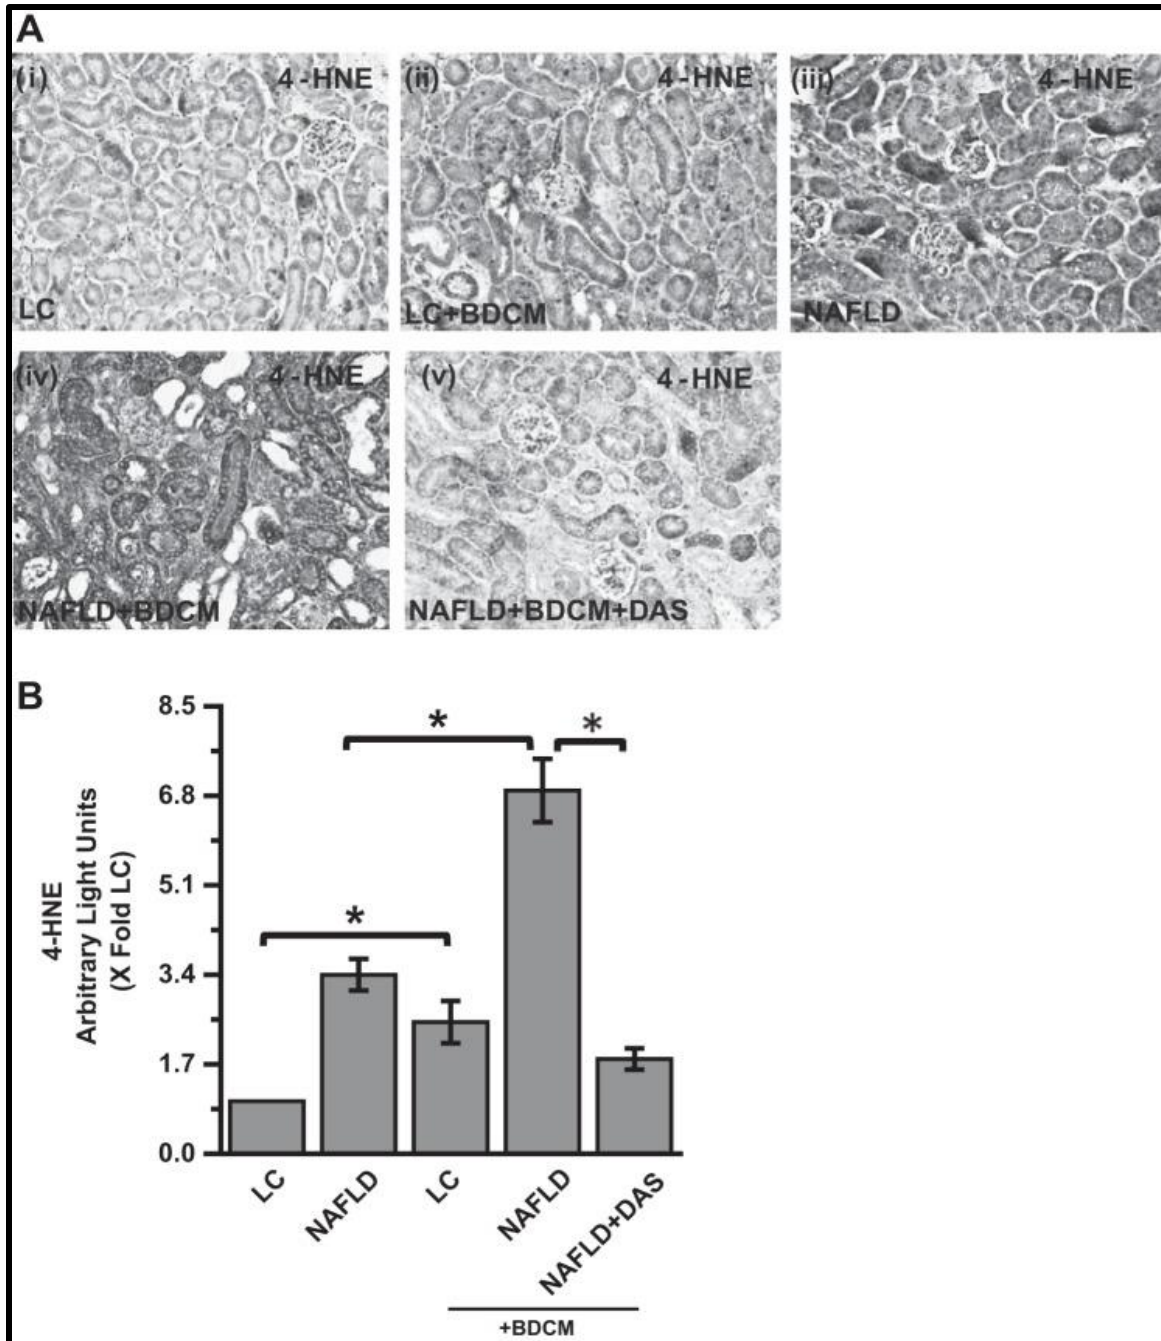 A
(i) 4-HNE
LC
(ii) 4-HNE
LC+BDCM
(iii) 4-HNE
NAFLD
(iv) 4-HNE
NAFLD+BDCM
(v) 4-HNE
NAFLD+BDCM+DAS
B
4-HNE
Arbitrary Light Units
(X Fold LC)
8.5
6.8
5.1
3.4
1.7
0.0
*
*
*
LC
NAFLD
LC
NAFLD
NAFLD+DAS
+BDCM